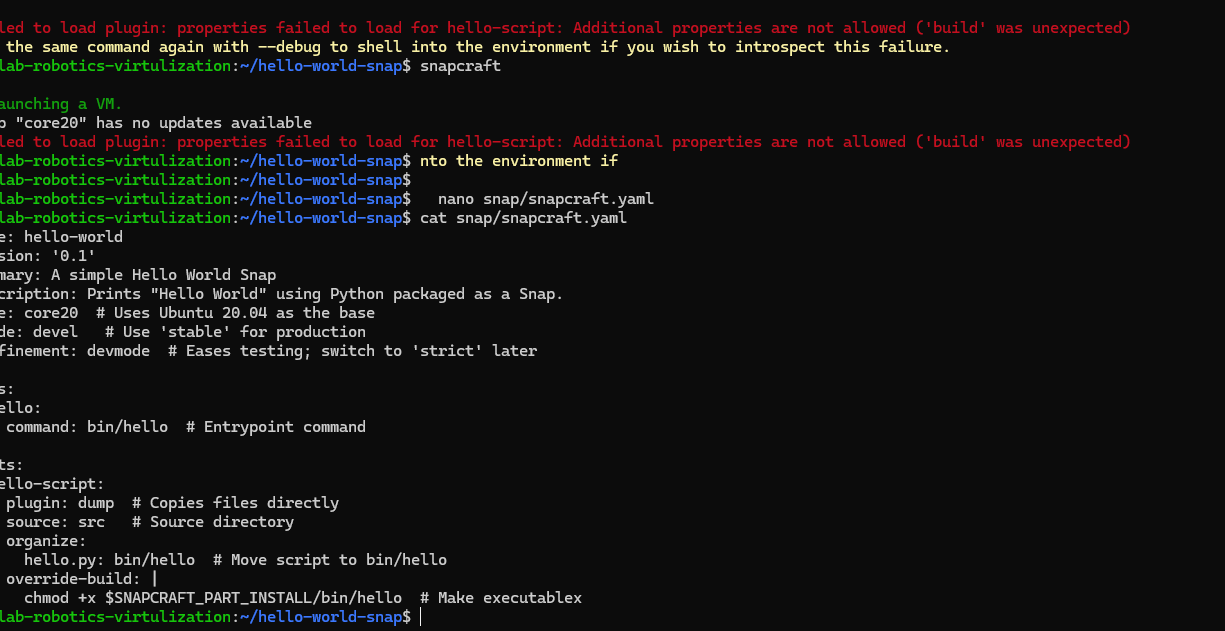 led to load plugin: properties failed to load for hello-script: Additional properties are not allowed ('build' was unexpected)
the same command again with --debug to shell into the environment if you wish to introspect this failure.
lab-robotics-virtulization:~/hello-world-snap$ snapcraft
aunching a VM.
p "core20" has no updates available
led to load plugin: properties failed to load for hello-script: Additional properties are not allowed ('build' was unexpected)
lab-robotics-virtulization:~/hello-world-snap$ nto the environment if
lab-robotics-virtulization:~/hello-world-snap$
lab-robotics-virtulization:~/hello-world-snap$   nano snap/snapcraft.yaml
lab-robotics-virtulization:~/hello-world-snap$ cat snap/snapcraft.yaml
e: hello-world
sion: '0.1'
mary: A simple Hello World Snap
cription: Prints "Hello World" using Python packaged as a Snap.
e: core20  # Uses Ubuntu 20.04 as the base
de: devel   # Use 'stable' for production
finement: devmode  # Eases testing; switch to 'strict' later
s:
ello:
command: bin/hello  # Entrypoint command
ts:
ello-script:
plugin: dump  # Copies files directly
source: src   # Source directory
organize:
hello.py: bin/hello  # Move script to bin/hello
override-build: |
chmod +x $SNAPCRAFT_PART_INSTALL/bin/hello  # Make executablex
lab-robotics-virtulization:~/hello-world-snap$